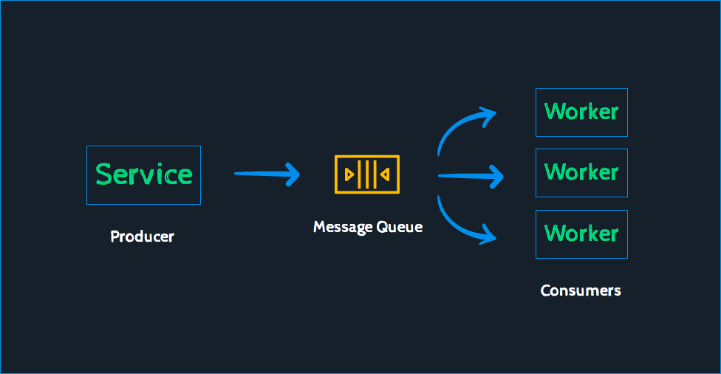 Service
Producer
Message Queue
Worker
Worker
Worker
Consumers